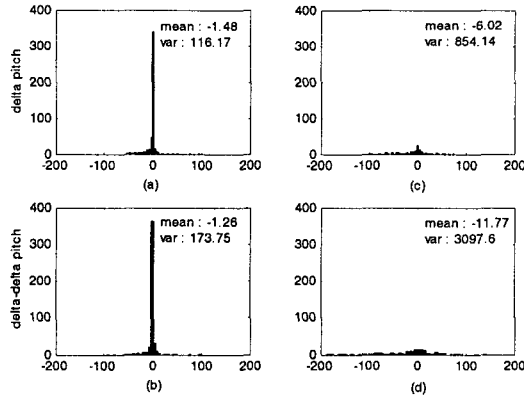 400
300
200
100
0
delta pitch
mean : -1.48
var : 116.17
-200 -100 0 100 200
(a)
400
300
200
100
0
mean : -6.02
var : 854.14
-200 -100 0 100 200
(c)
400
300
200
100
0
delta-delta pitch
mean : -1.26
var : 173.75
-200 -100 0 100 200
(b)
400
300
200
100
0
mean : -11.77
var : 3097.6
-200 -100 0 100 200
(d)